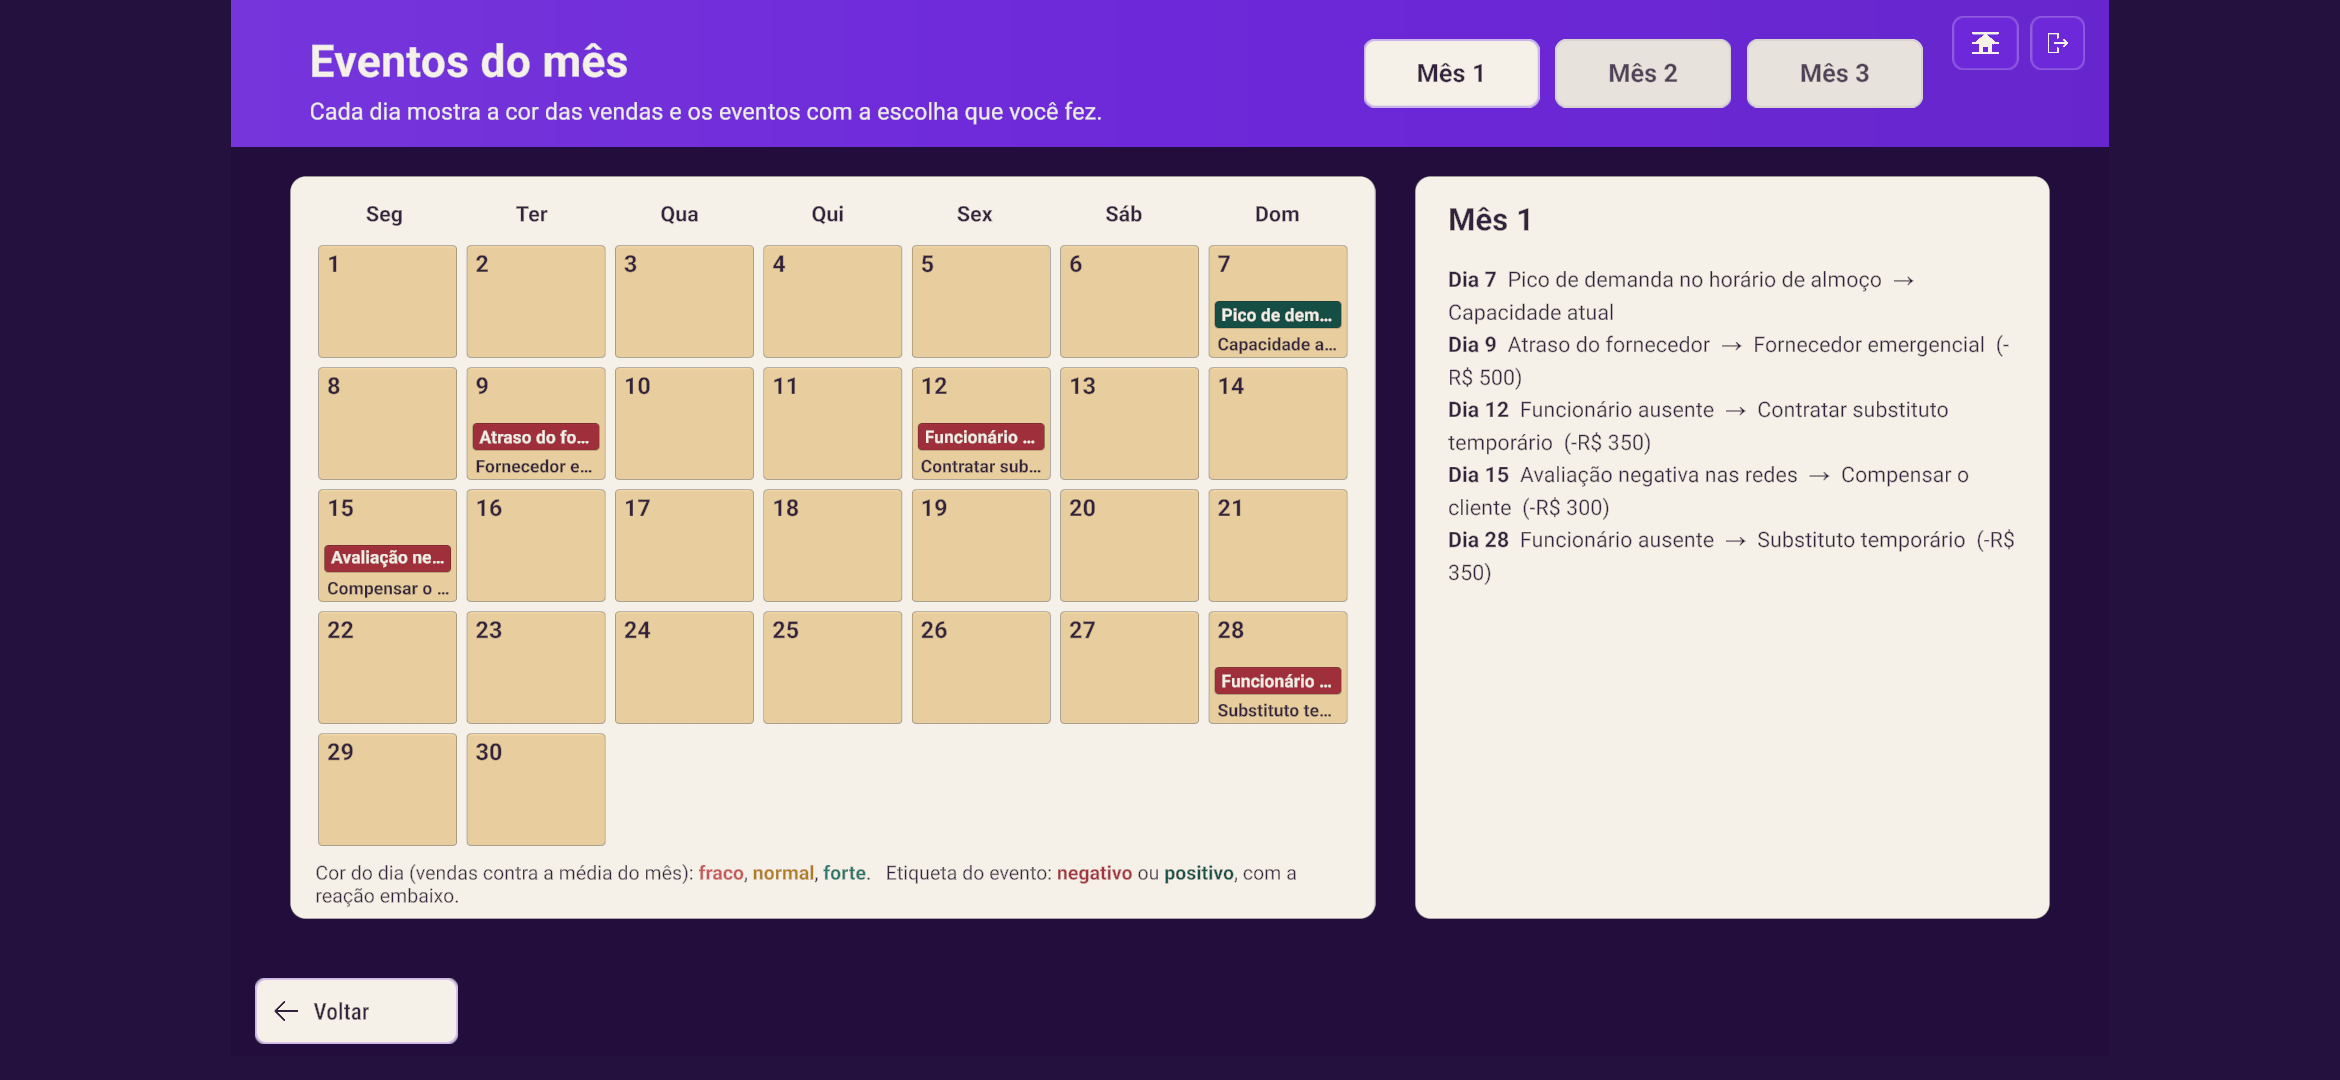 Eventos do mês
Cada dia mostra a cor das vendas e os eventos com a escolha que você fez.
Mês 1
Mês 2
Mês 3
Seg Ter Qua Qui Sex Sáb Dom
1 2 3 4 5 6 7
Pico de dem...
Capacidade a...
8 9 10 11 12 13 14
Atraso do fo... Funcionário ...
Fornecedor e... Contratar sub...
15 16 17 18 19 20 21
Avaliação ne...
Compensar o ...
22 23 24 25 26 27 28
Funcionário ...
Substituto te...
29 30
Cor do dia (vendas contra a média do mês): fraco, normal, forte. Etiqueta do evento: negativo ou positivo, com a
reação embaixo.
Mês 1
Dia 7 Pico de demanda no horário de almoço →
Capacidade atual
Dia 9 Atraso do fornecedor → Fornecedor emergencial (-
R$ 500)
Dia 12 Funcionário ausente → Contratar substituto
temporário (-R$ 350)
Dia 15 Avaliação negativa nas redes → Compensar o
cliente (-R$ 300)
Dia 28 Funcionário ausente → Substituto temporário (-R$
350)
← Voltar